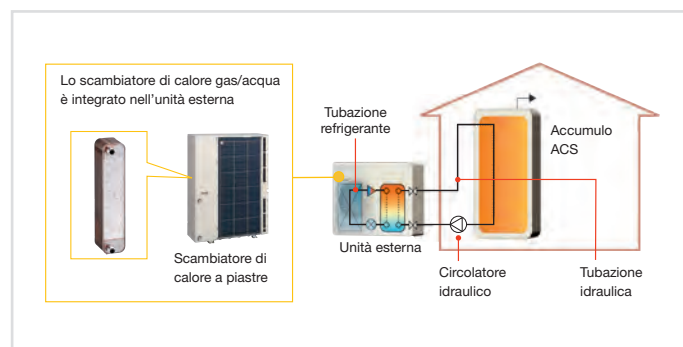 Lo scambiatore di calore gas/acqua
è integrato nell'unità esterna
Scambiatore di
calore a piastre
Tubazione
refrigerante
Unità esterna
Circolatore
idraulico
Accumulo
ACS
Tubazione
idraulica